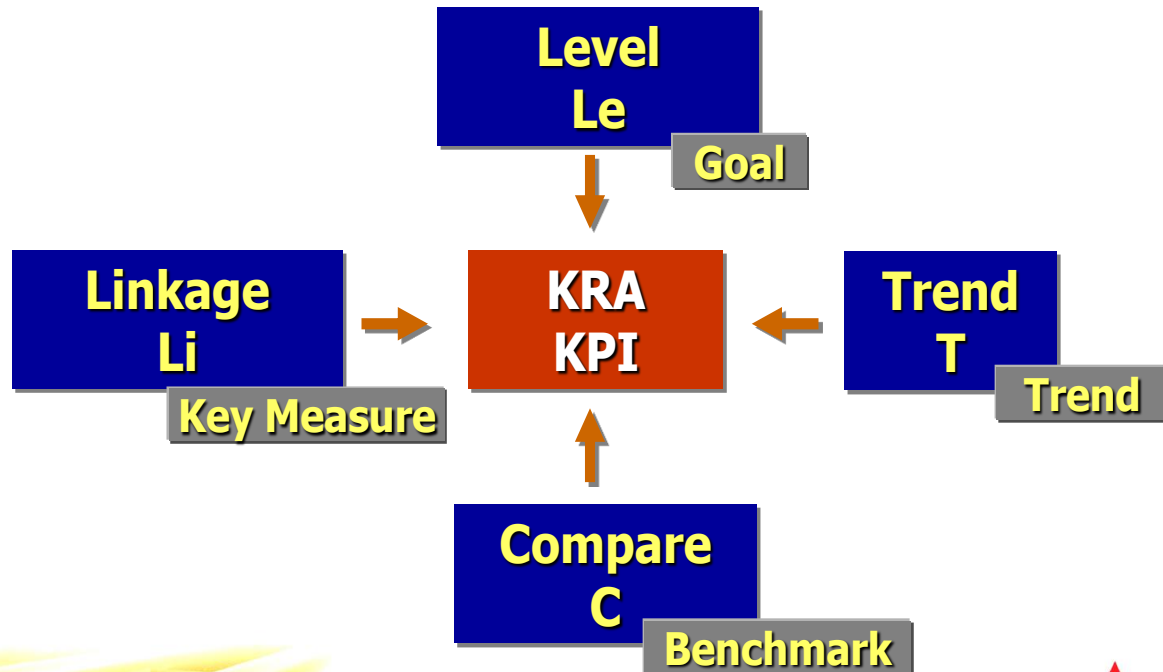 Level
Le
Goal
Linkage
Li
Key Measure
KRA
KPI
Trend
T
Trend
Compare
C
Benchmark